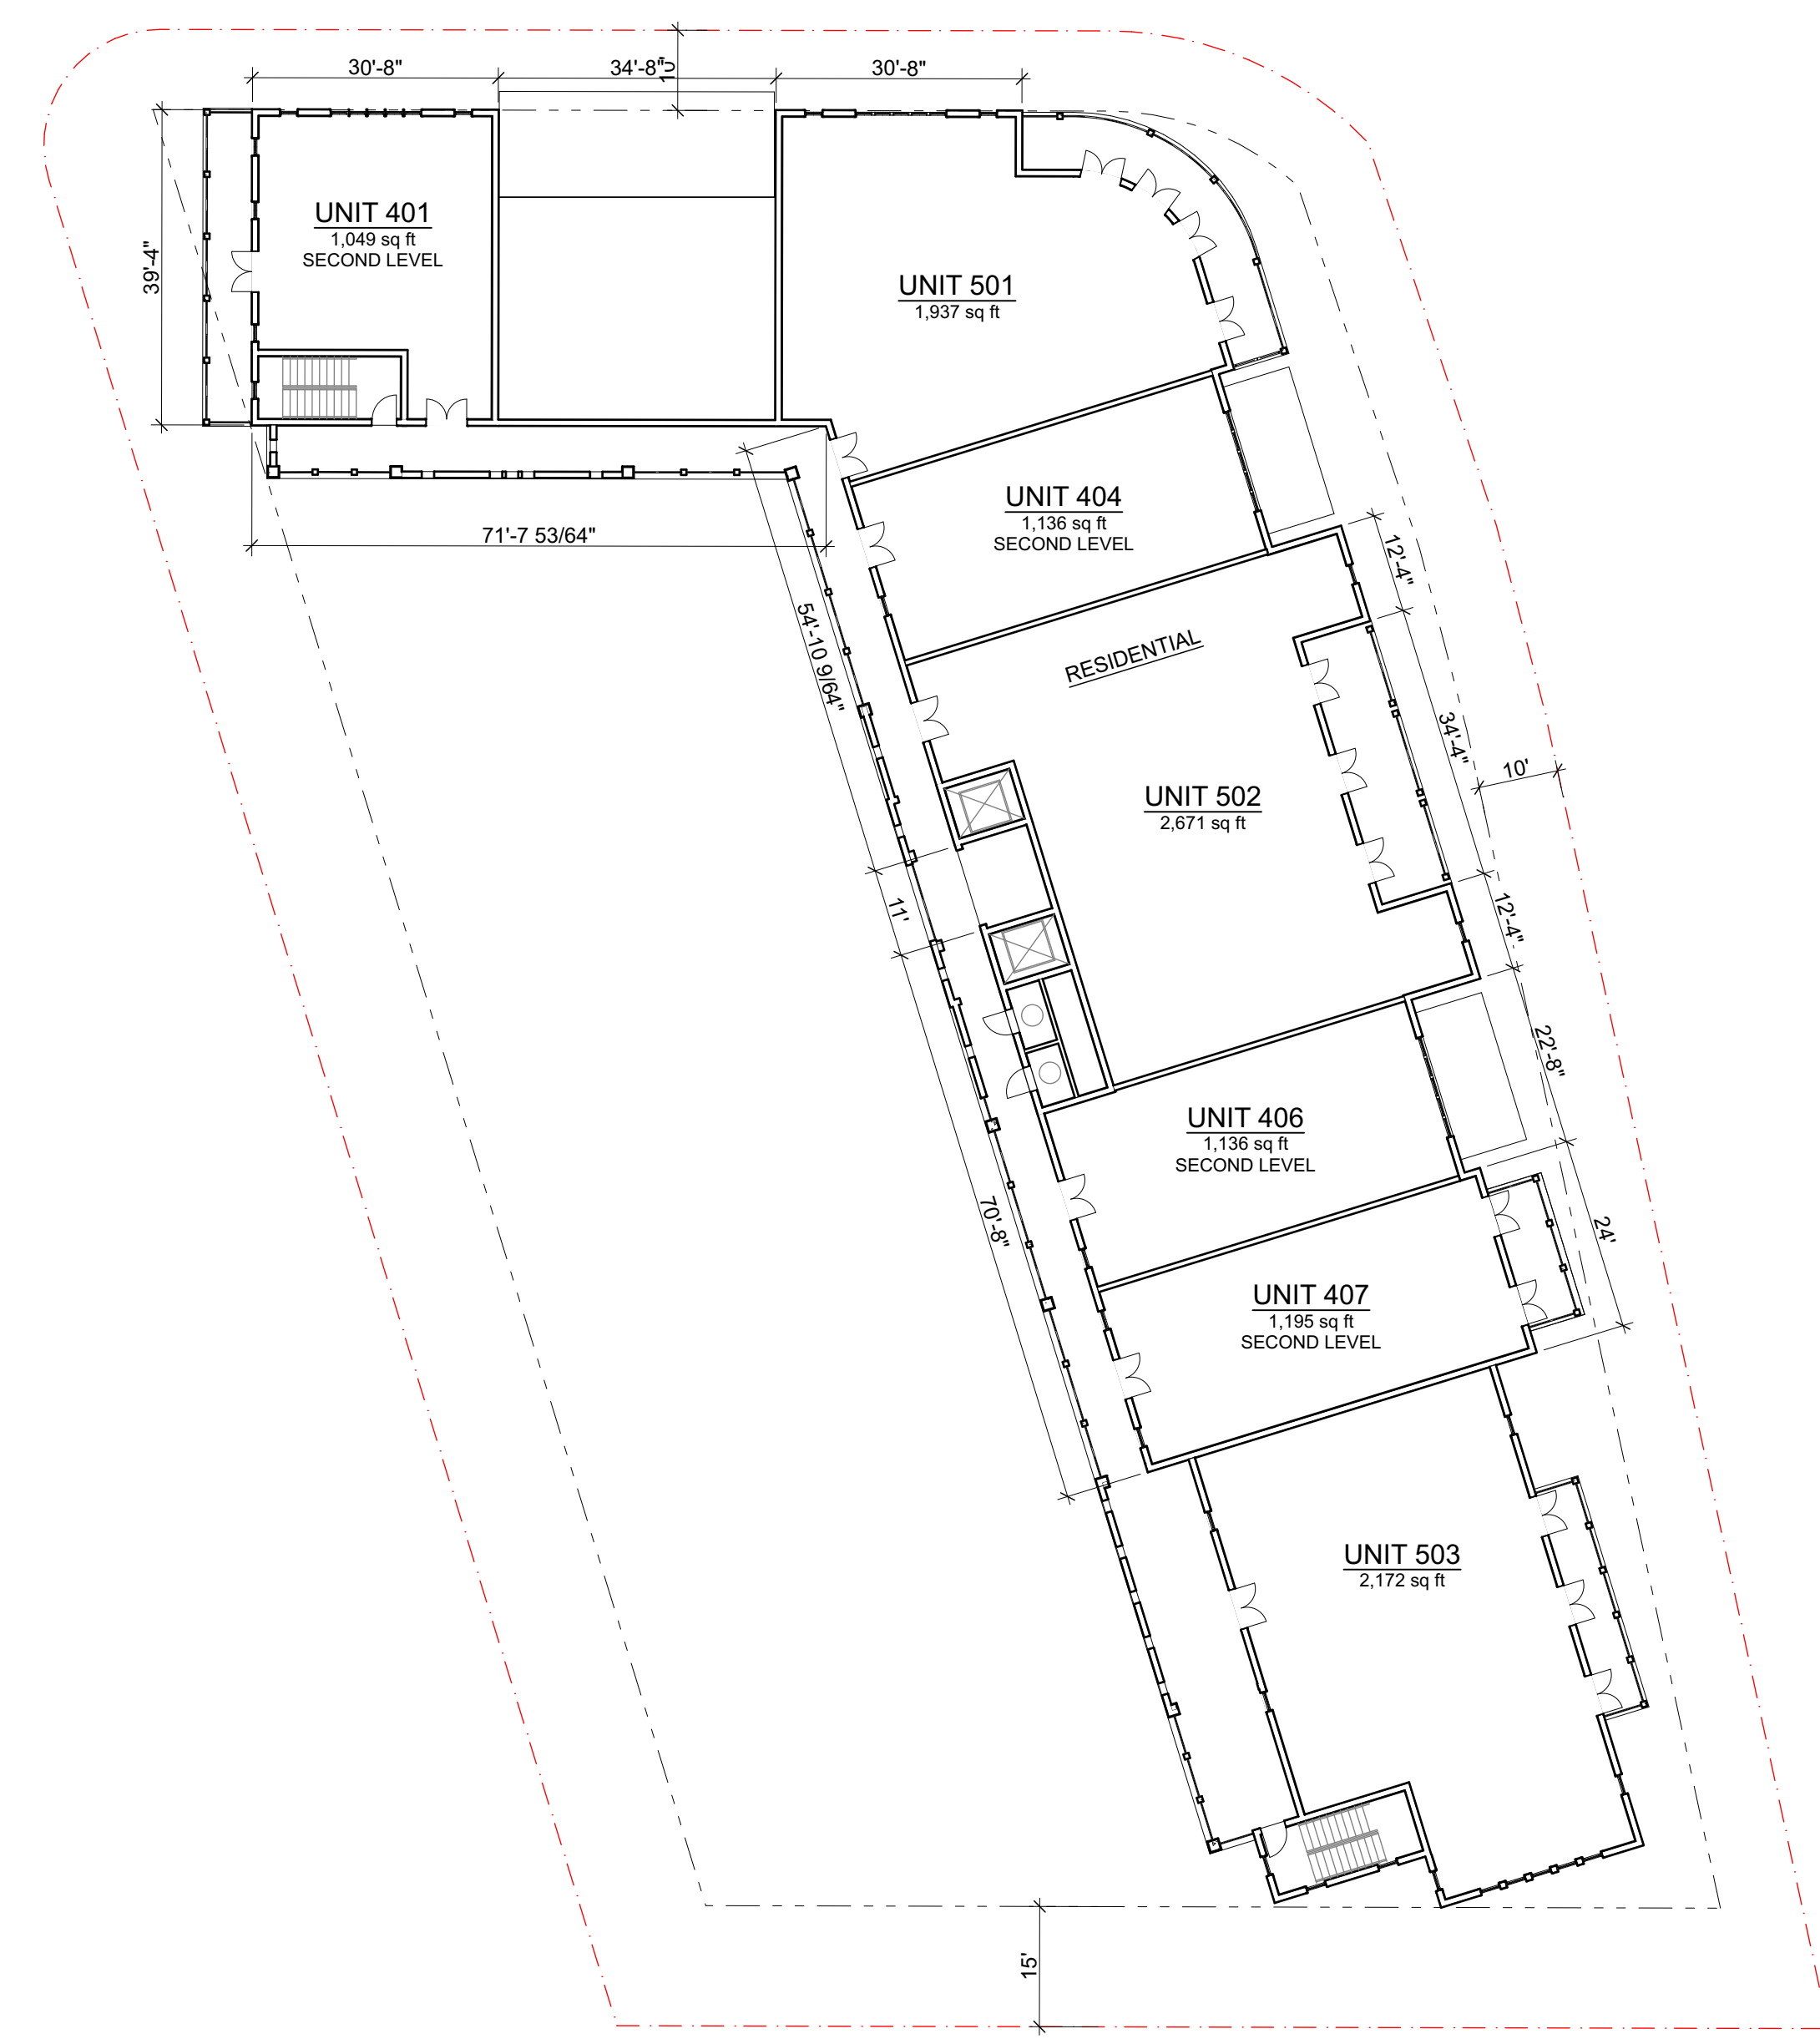 30'-8"
34'-8"
10'
30'-8"
39'-4"
UNIT 401
1,049 sq ft
SECOND LEVEL
UNIT 501
1,937 sq ft
71'-7 53/64"
UNIT 404
1,136 sq ft
SECOND LEVEL
12'-4"
54'-10 9/64"
RESIDENTIAL
34'-4"
10'
UNIT 502
2,671 sq ft
11'
12'-4"
22'-8"
UNIT 406
1,136 sq ft
SECOND LEVEL
70'-8"
24'
UNIT 407
1,195 sq ft
SECOND LEVEL
UNIT 503
2,172 sq ft
15'